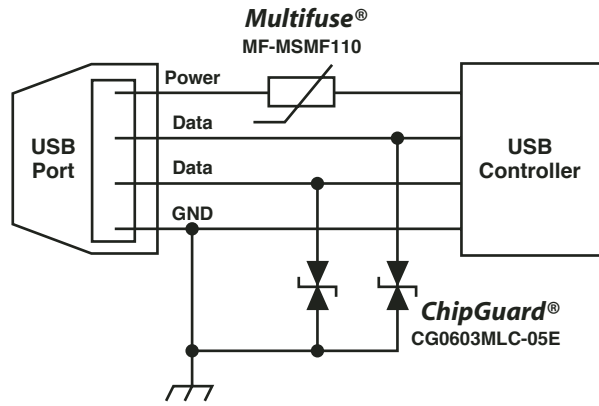 Multifuse®
MF-MSMF110
Power
Data
USB
Port
Data
GND
USB
Controller
ChipGuard®
CG0603MLC-05E